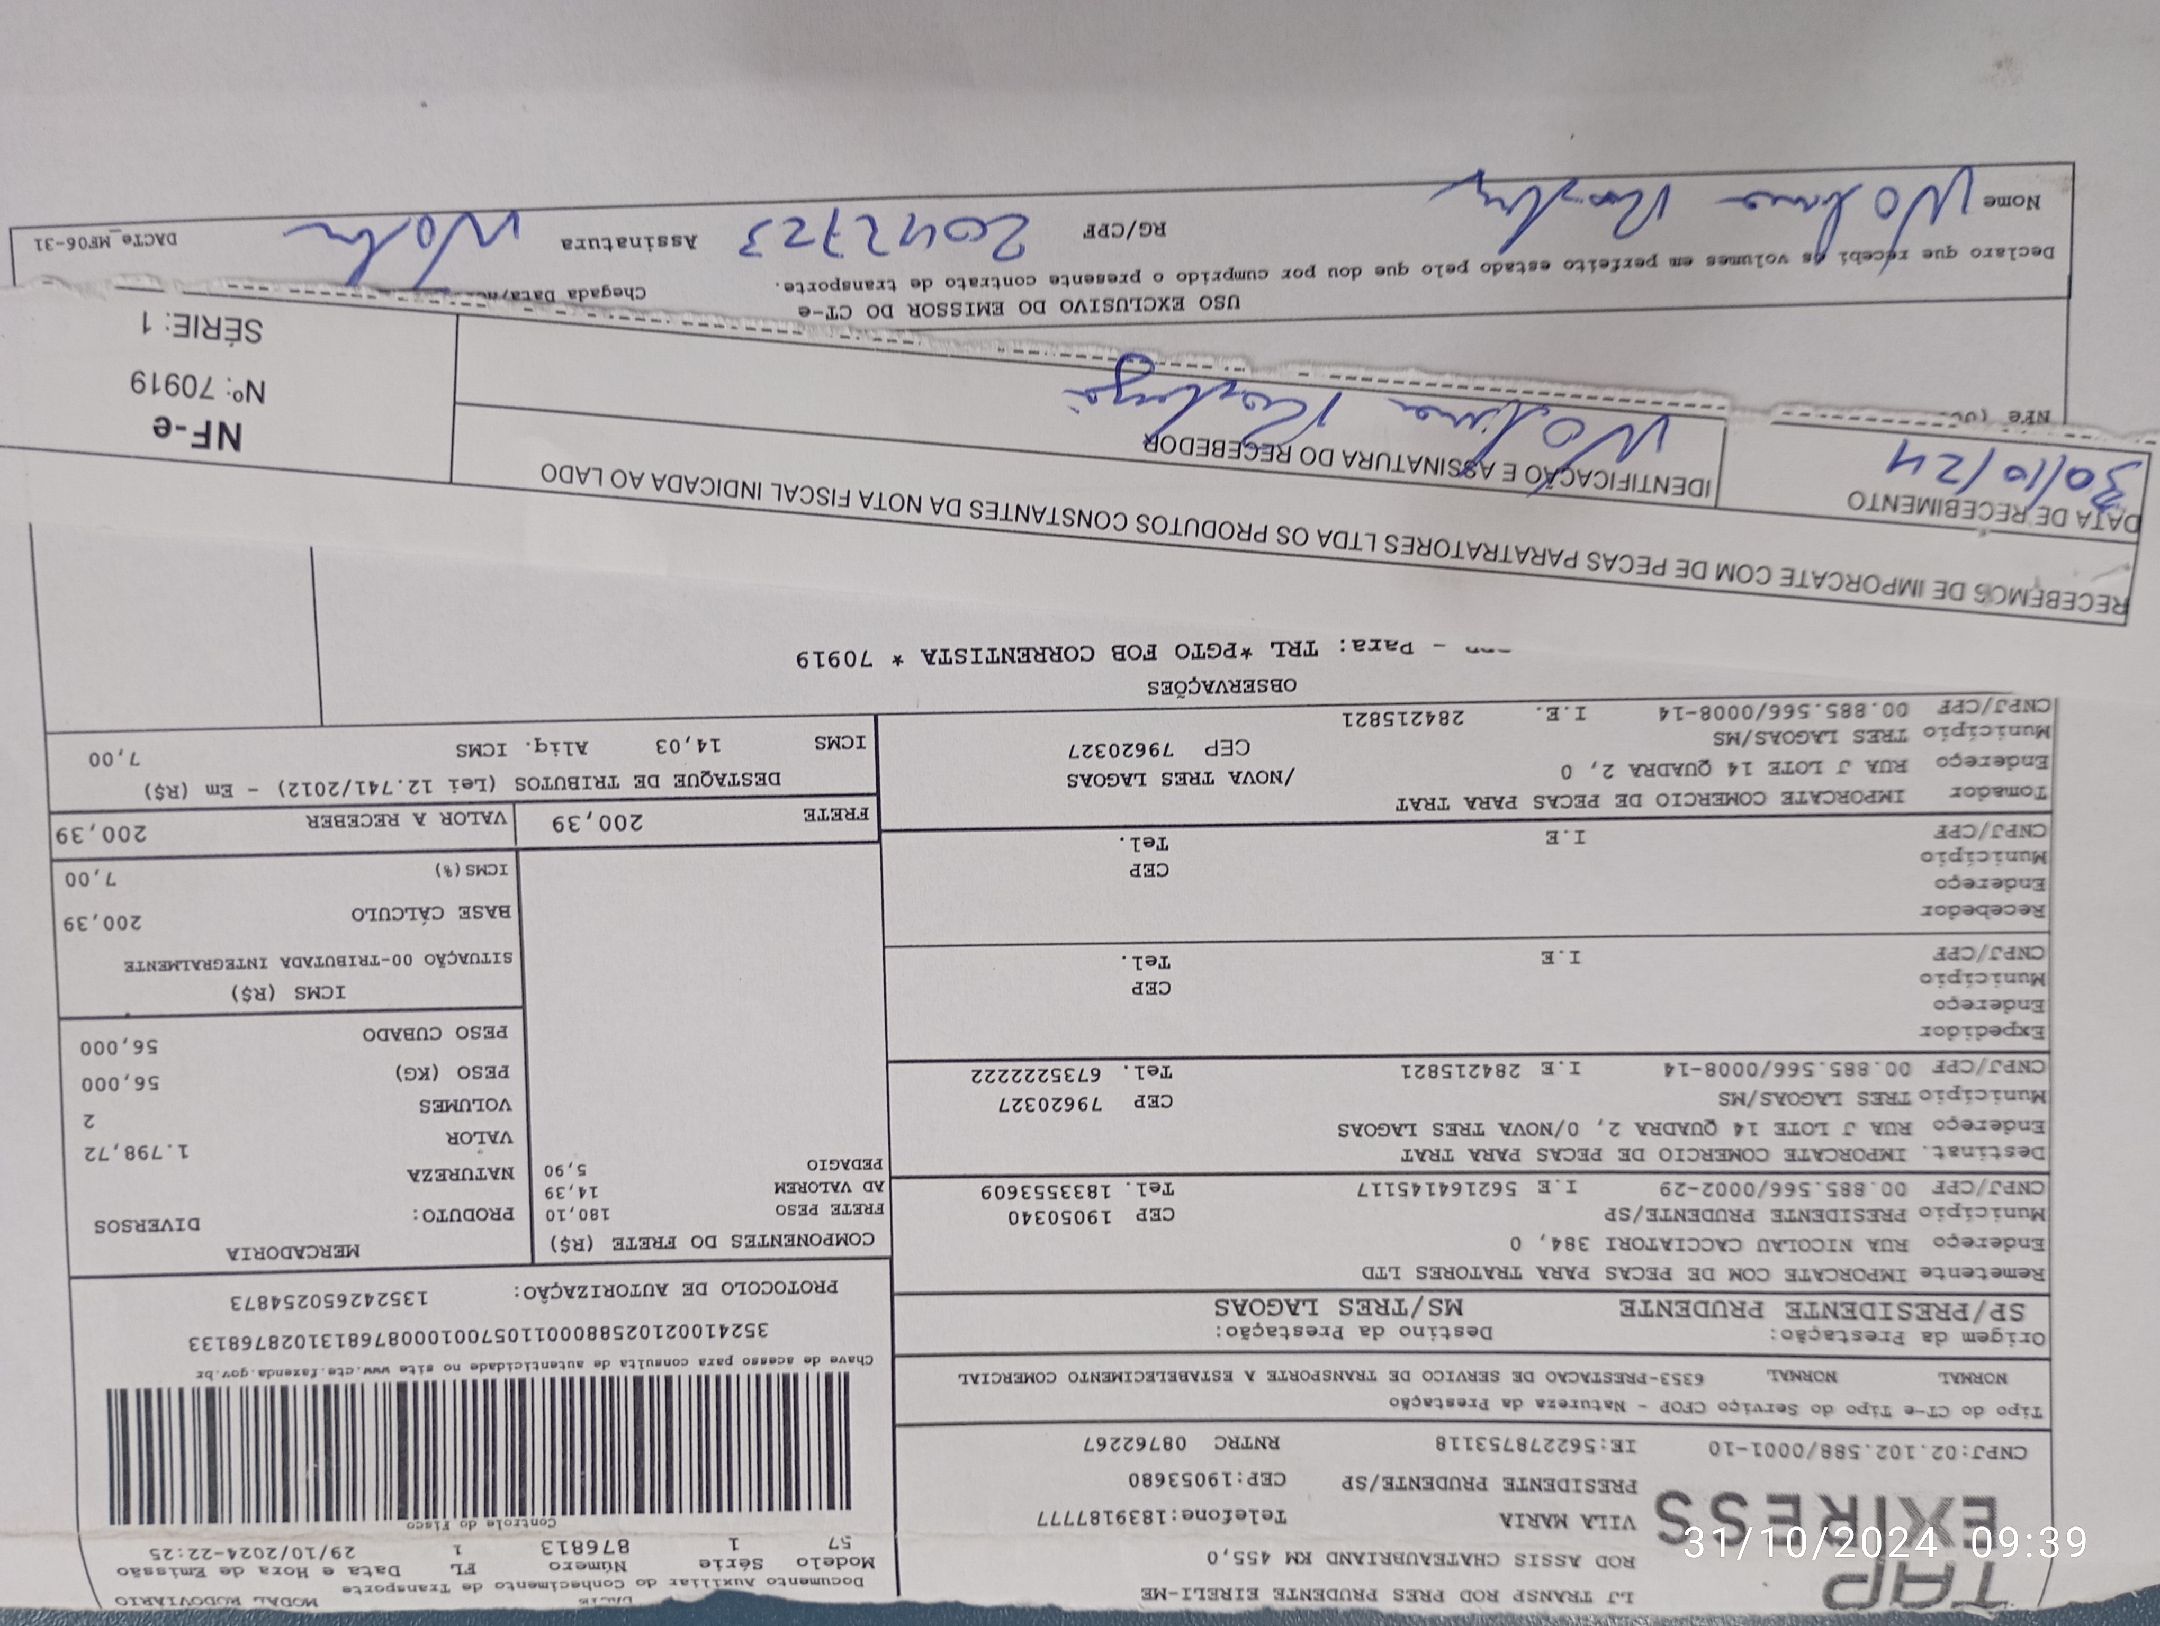 TAP
LJ TRANSP ROD PRES PRUDENTE EIRELI-ME
ROD ASSIS CHATEAUBRIAND KM 455,0
VILA MARIA Telefone:1839187777
PRESIDENTE PRUDENTE/SP CEP:19053680
CNPJ:02.102.588/0001-10 IE:562278753118 RNTRC 08762267
MODAL RODOVIÁRIO
Documento Auxiliar do Conhecimento de Transporte
Modelo Série Número FL Data e Hora de Emissão
57 1 876813 1 29/10/2024-22:25
Controle do Fisco
Chave de acesso para consulta de autenticidade no site www.cte.fazenda.gov.br
35241002102588000110570010008768131028768133
PROTOCOLO DE AUTORIZAÇÃO: 135242650254873
Tipo do CT-e Tipo do Serviço CFOP - Natureza da Prestação
NORMAL NORMAL 6353-PRESTACAO DE SERVICO DE TRANSPORTE A ESTABELECIMENTO COMERCIAL
Origem da Prestação: Destino da Prestação:
SP/PRESIDENTE PRUDENTE MS/TRES LAGOAS
Remetente IMPORCATE COM DE PECAS PARA TRATORES LTD
Endereço RUA NICOLAU CACCIATORI 384, 0
Município PRESIDENTE PRUDENTE/SP CEP 19050340
CNPJ/CPF 00.885.566/0002-29 I.E 562164145117 Tel. 1833553609
Destinat. IMPORCATE COMERCIO DE PECAS PARA TRAT
Endereço RUA J LOTE 14 QUADRA 2, 0/NOVA TRES LAGOAS
Município TRES LAGOAS/MS CEP 79620327
CNPJ/CPF 00.885.566/0008-14 I.E 284215821 Tel. 6735222222
Expedidor
Endereço
Município CEP
CNPJ/CPF I.E Tel.
Recebedor
Endereço
Município CEP
CNPJ/CPF I.E Tel.
Tomador IMPORCATE COMERCIO DE PECAS PARA TRAT
Endereço RUA J LOTE 14 QUADRA 2, 0 /NOVA TRES LAGOAS
Município TRES LAGOAS/MS CEP 79620327
CNPJ/CPF 00.885.566/0008-14 I.E. 284215821
COMPONENTES DO FRETE (R$)
FRETE PESO 180,10
AD VALOREM 14,39
PEDAGIO 5,90
MERCADORIA
PRODUTO: DIVERSOS
NATUREZA
VALOR 1.798,72
VOLUMES 2
PESO (KG) 56,000
PESO CUBADO 56,000
ICMS (R$)
SITUAÇÃO 00-TRIBUTADA INTEGRALMENTE
BASE CÁLCULO 200,39
ICMS(%) 7,00
FRETE 200,39 VALOR A RECEBER 200,39
DESTAQUE DE TRIBUTOS (Lei 12.741/2012) - Em (R$)
ICMS 14,03 Aliq. ICMS 7,00
OBSERVAÇÕES
- Para: TRL *PGTO FOB CORRENTISTA * 70919
RECEBEMOS DE IMPORCATE COM DE PECAS PARATRATORES LTDA OS PRODUTOS CONSTANTES DA NOTA FISCAL INDICADA AO LADO
DATA DE RECEBIMENTO IDENTIFICAÇÃO E ASSINATURA DO RECEBEDOR
30/10/24
NF-e
Nº: 70919
SÉRIE: 1
NFE
USO EXCLUSIVO DO EMISSOR DO CT-e
Declaro que recebi os volumes em perfeito estado pelo que dou por cumprido o presente contrato de transporte. Chegada Data/
Nome RG/CPF 2042723 Assinatura
DACTe_MF06-31
31/10/2024 09:39